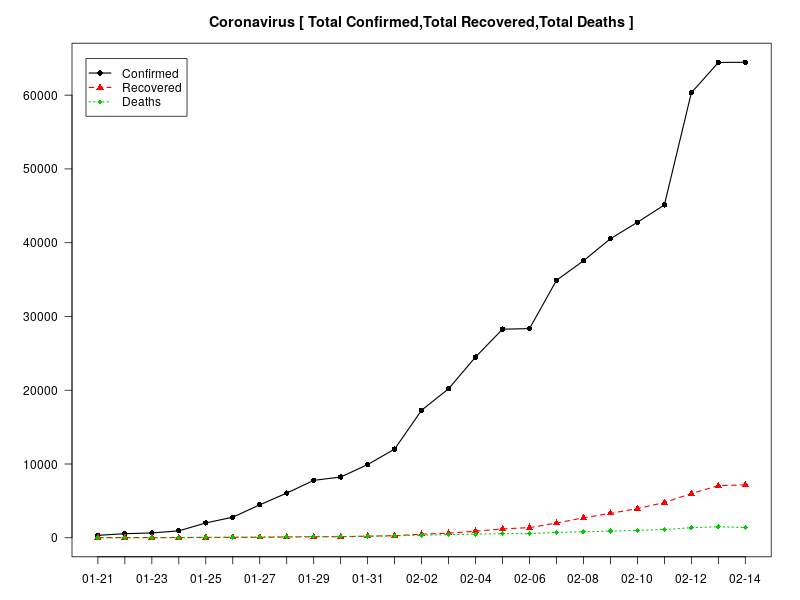 Coronavirus [ Total Confirmed,Total Recovered,Total Deaths ]
Confirmed
Recovered
Deaths
60000
50000
40000
30000
20000
10000
0
01-21 01-23 01-25 01-27 01-29 01-31 02-02 02-04 02-06 02-08 02-10 02-12 02-14